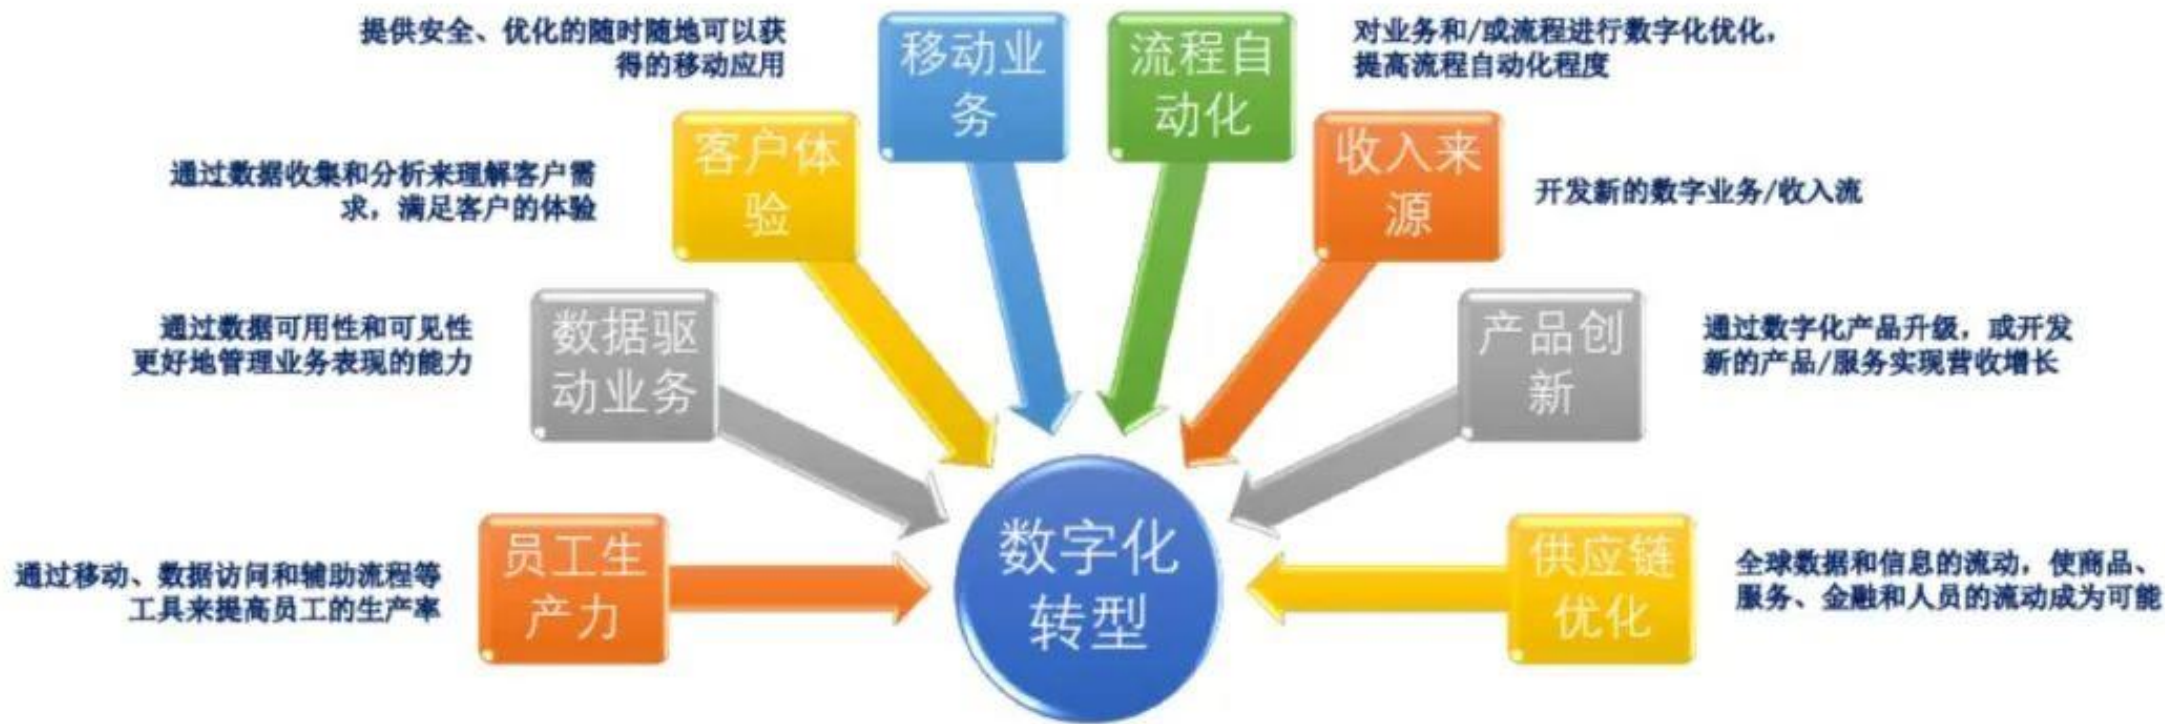 提供安全、优化的随时随地可以获
得的移动应用
移动业
务
流程自
动化
对业务和/或流程进行数字化优化，
提高流程自动化程度
通过数据收集和分析来理解客户需
求，满足客户的体验
客户体
验
收入来
源
开发新的数字业务/收入流
通过数据可用性和可见性
更好地管理业务表现的能力
数据驱
动业务
产品创
新
通过数字化产品升级，或开发
新的产品/服务实现营收增长
通过移动、数据访问和辅助流程等
工具来提高员工的生产率
员工生
产力
数字化
转型
供应链
优化
全球数据和信息的流动，使商品、
服务、金融和人员的流动成为可能